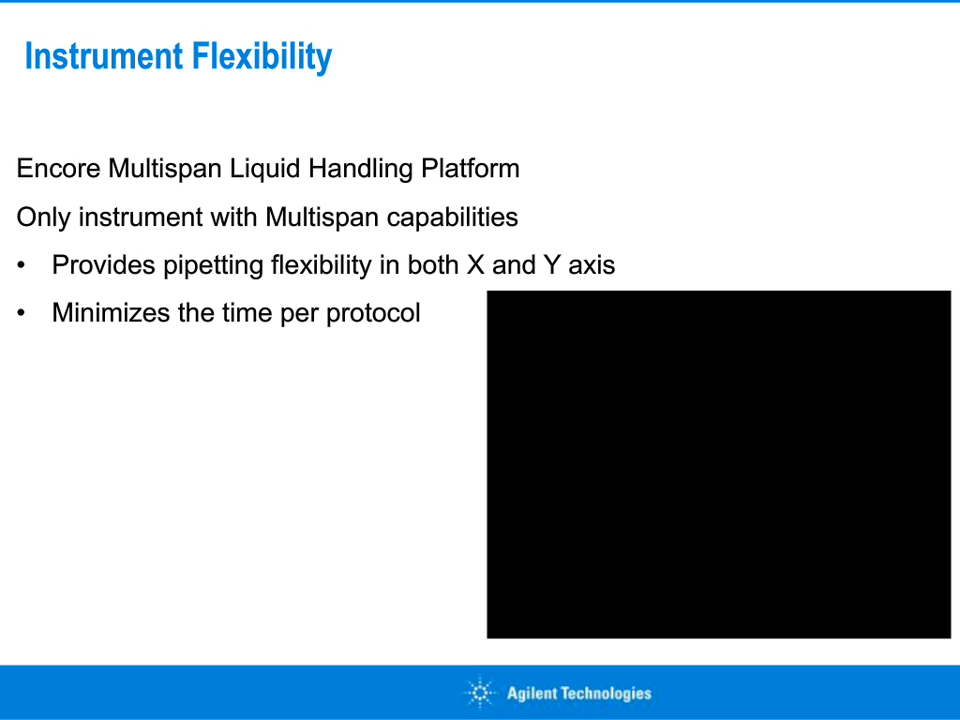 Instrument Flexibility
Encore Multispan Liquid Handling Platform
Only instrument with Multispan capabilities
• Provides pipetting flexibility in both X and Y axis
• Minimizes the time per protocol
Agilent Technologies